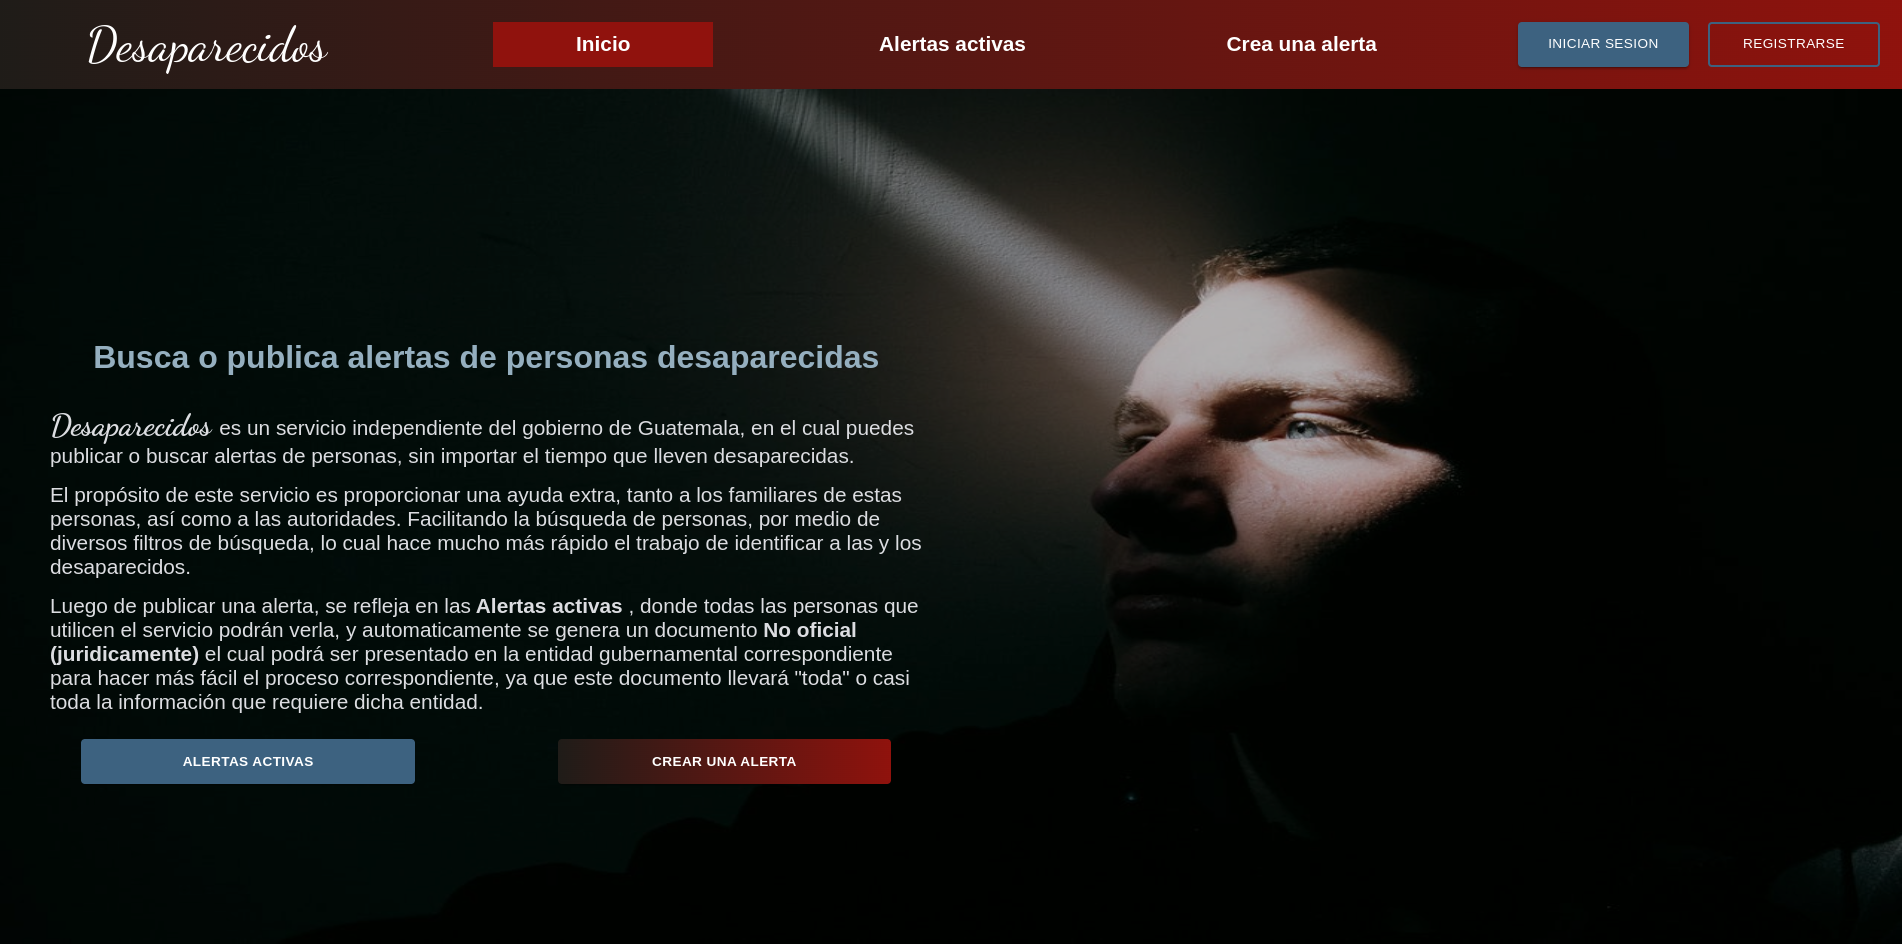 Desaparecidos Inicio Alertas activas Crea una alerta INICIAR SESION REGISTRARSE
Busca o publica alertas de personas desaparecidas
Desaparecidos es un servicio independiente del gobierno de Guatemala, en el cual puedes
publicar o buscar alertas de personas, sin importar el tiempo que lleven desaparecidas.
El propósito de este servicio es proporcionar una ayuda extra, tanto a los familiares de estas
personas, así como a las autoridades. Facilitando la búsqueda de personas, por medio de
diversos filtros de búsqueda, lo cual hace mucho más rápido el trabajo de identificar a las y los
desaparecidos.
Luego de publicar una alerta, se refleja en las Alertas activas , donde todas las personas que
utilicen el servicio podrán verla, y automaticamente se genera un documento No oficial
(juridicamente) el cual podrá ser presentado en la entidad gubernamental correspondiente
para hacer más fácil el proceso correspondiente, ya que este documento llevará "toda" o casi
toda la información que requiere dicha entidad.
ALERTAS ACTIVAS CREAR UNA ALERTA